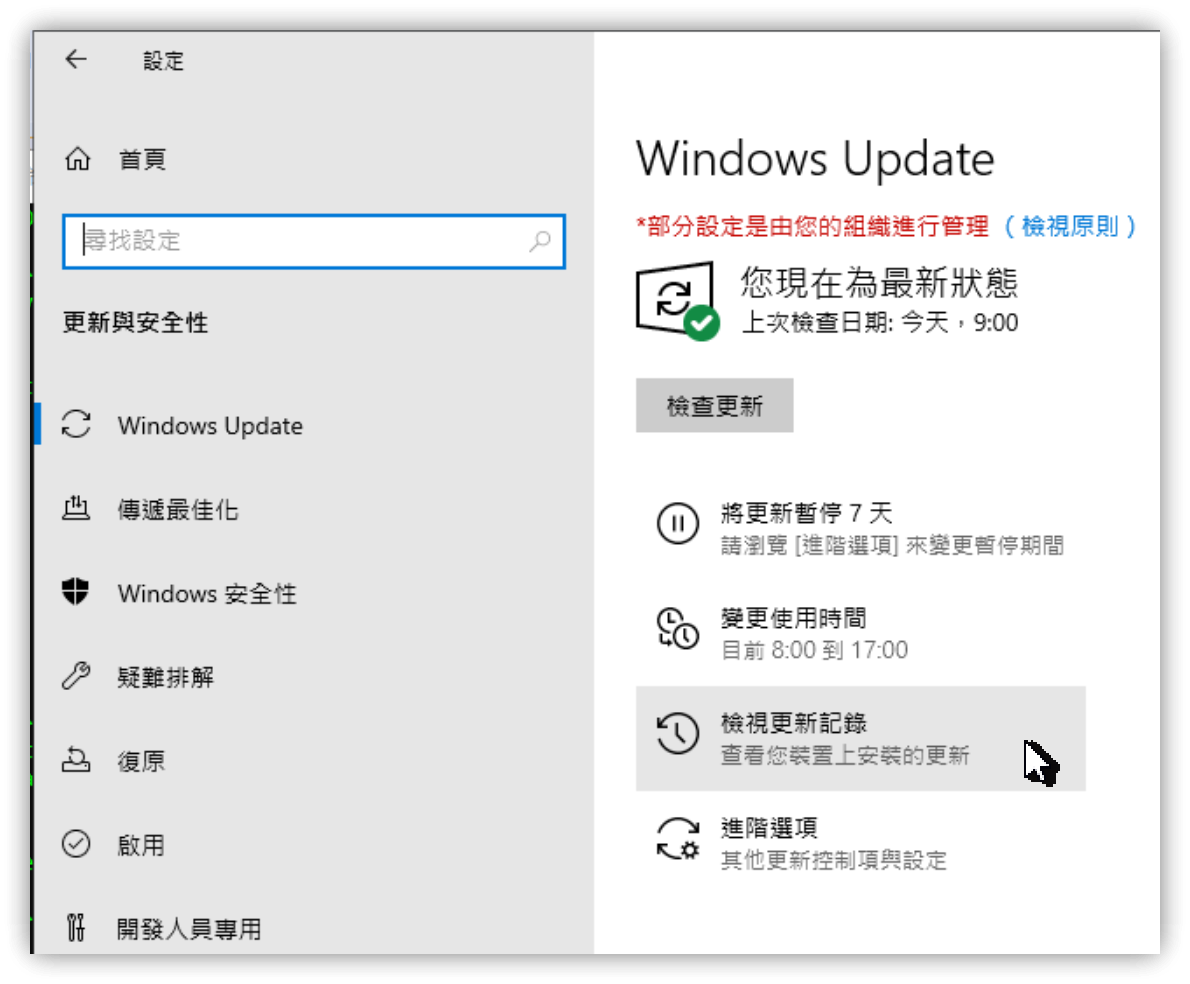 設定
首頁
尋找設定
更新與安全性
Windows Update
傳遞最佳化
Windows 安全性
疑難排解
復原
啟用
開發人員專用
Windows Update
*部分設定是由您的組織進行管理 ( 檢視原則 )
您現在為最新狀態
上次檢查日期: 今天，9:00
檢查更新
將更新暫停 7 天
請瀏覽 [進階選項] 來變更暫停期間
變更使用時間
目前 8:00 到 17:00
檢視更新記錄
查看您裝置上安裝的更新
進階選項
其他更新控制項與設定